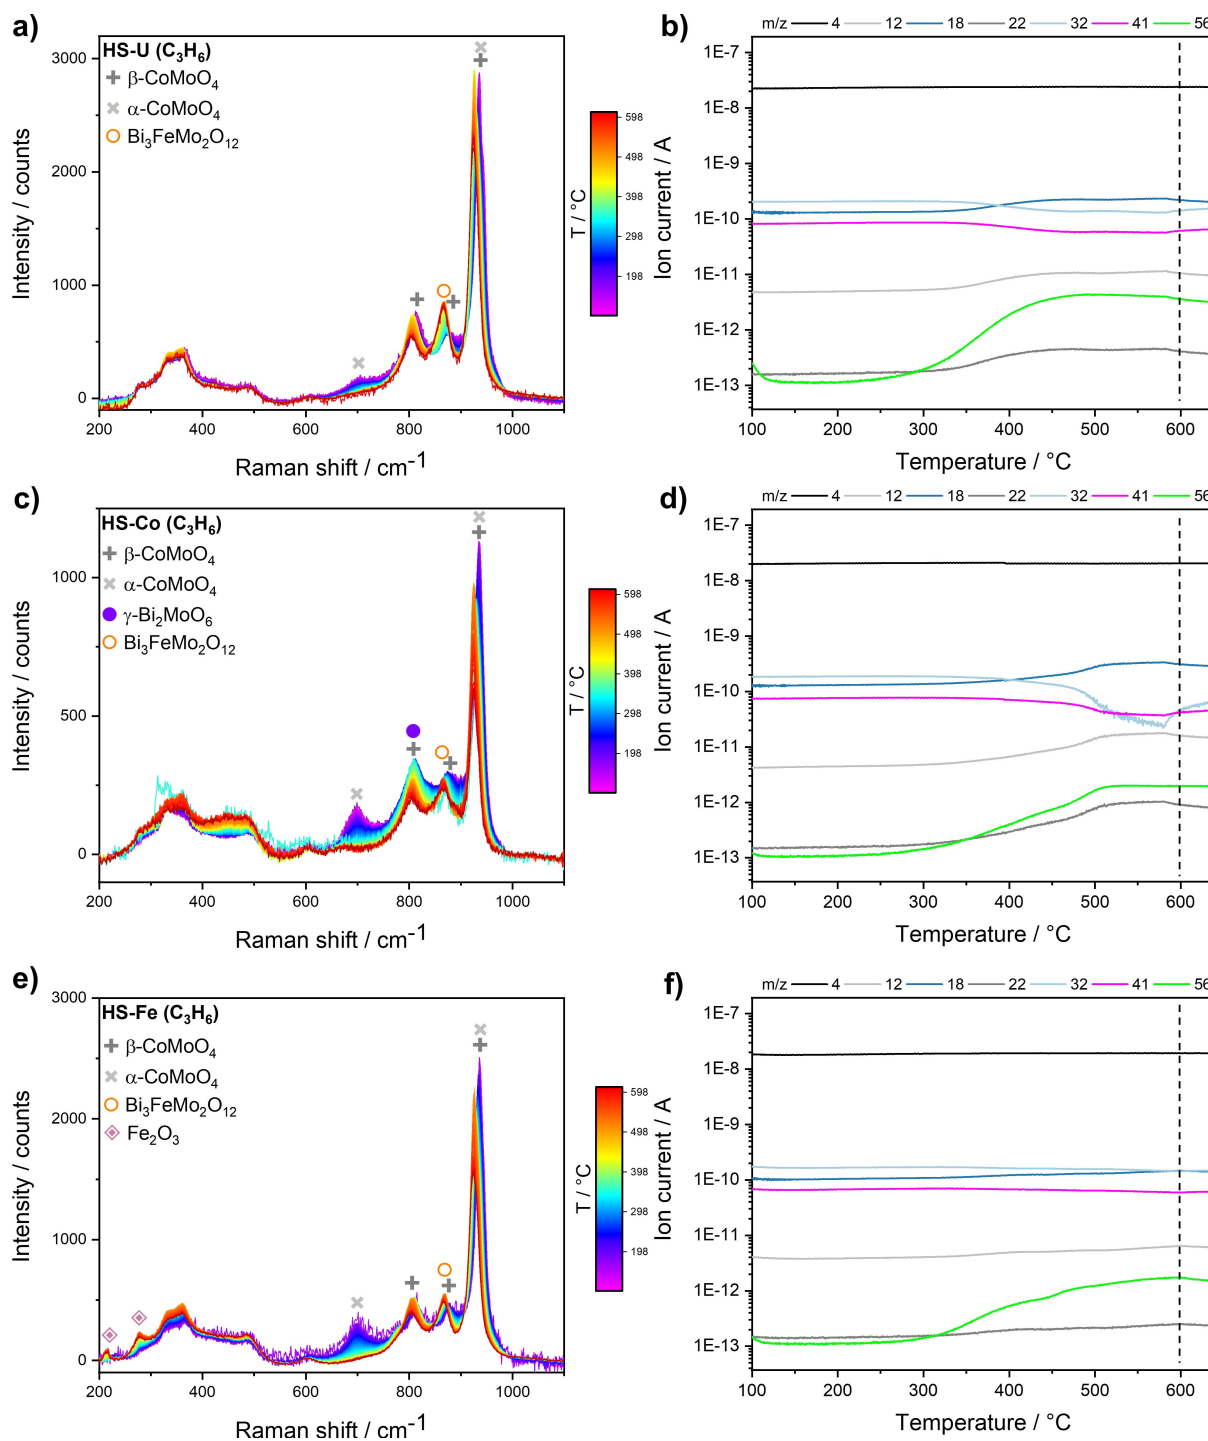 a)
HS-U (C3H6)
β-CoMoO4
α-CoMoO4
Bi3FeMo2O12
3000
2000
1000
0
Intensity / counts
200 400 600 800 1000
Raman shift / cm-1
T / °C
598
498
398
298
198
b)
m/z 4 12 18 22 32 41 56
1E-7
1E-8
1E-9
1E-10
1E-11
1E-12
1E-13
Ion current / A
100 200 300 400 500 600
Temperature / °C
c)
HS-Co (C3H6)
β-CoMoO4
α-CoMoO4
γ-Bi2MoO6
Bi3FeMo2O12
1000
500
0
Intensity / counts
200 400 600 800 1000
Raman shift / cm-1
T / °C
598
498
398
298
198
d)
m/z 4 12 18 22 32 41 56
1E-7
1E-8
1E-9
1E-10
1E-11
1E-12
1E-13
Ion current / A
100 200 300 400 500 600
Temperature / °C
e)
HS-Fe (C3H6)
β-CoMoO4
α-CoMoO4
Bi3FeMo2O12
Fe2O3
3000
2000
1000
0
Intensity / counts
200 400 600 800 1000
Raman shift / cm-1
T / °C
598
498
398
298
198
f)
m/z 4 12 18 22 32 41 56
1E-7
1E-8
1E-9
1E-10
1E-11
1E-12
1E-13
Ion current / A
100 200 300 400 500 600
Temperature / °C